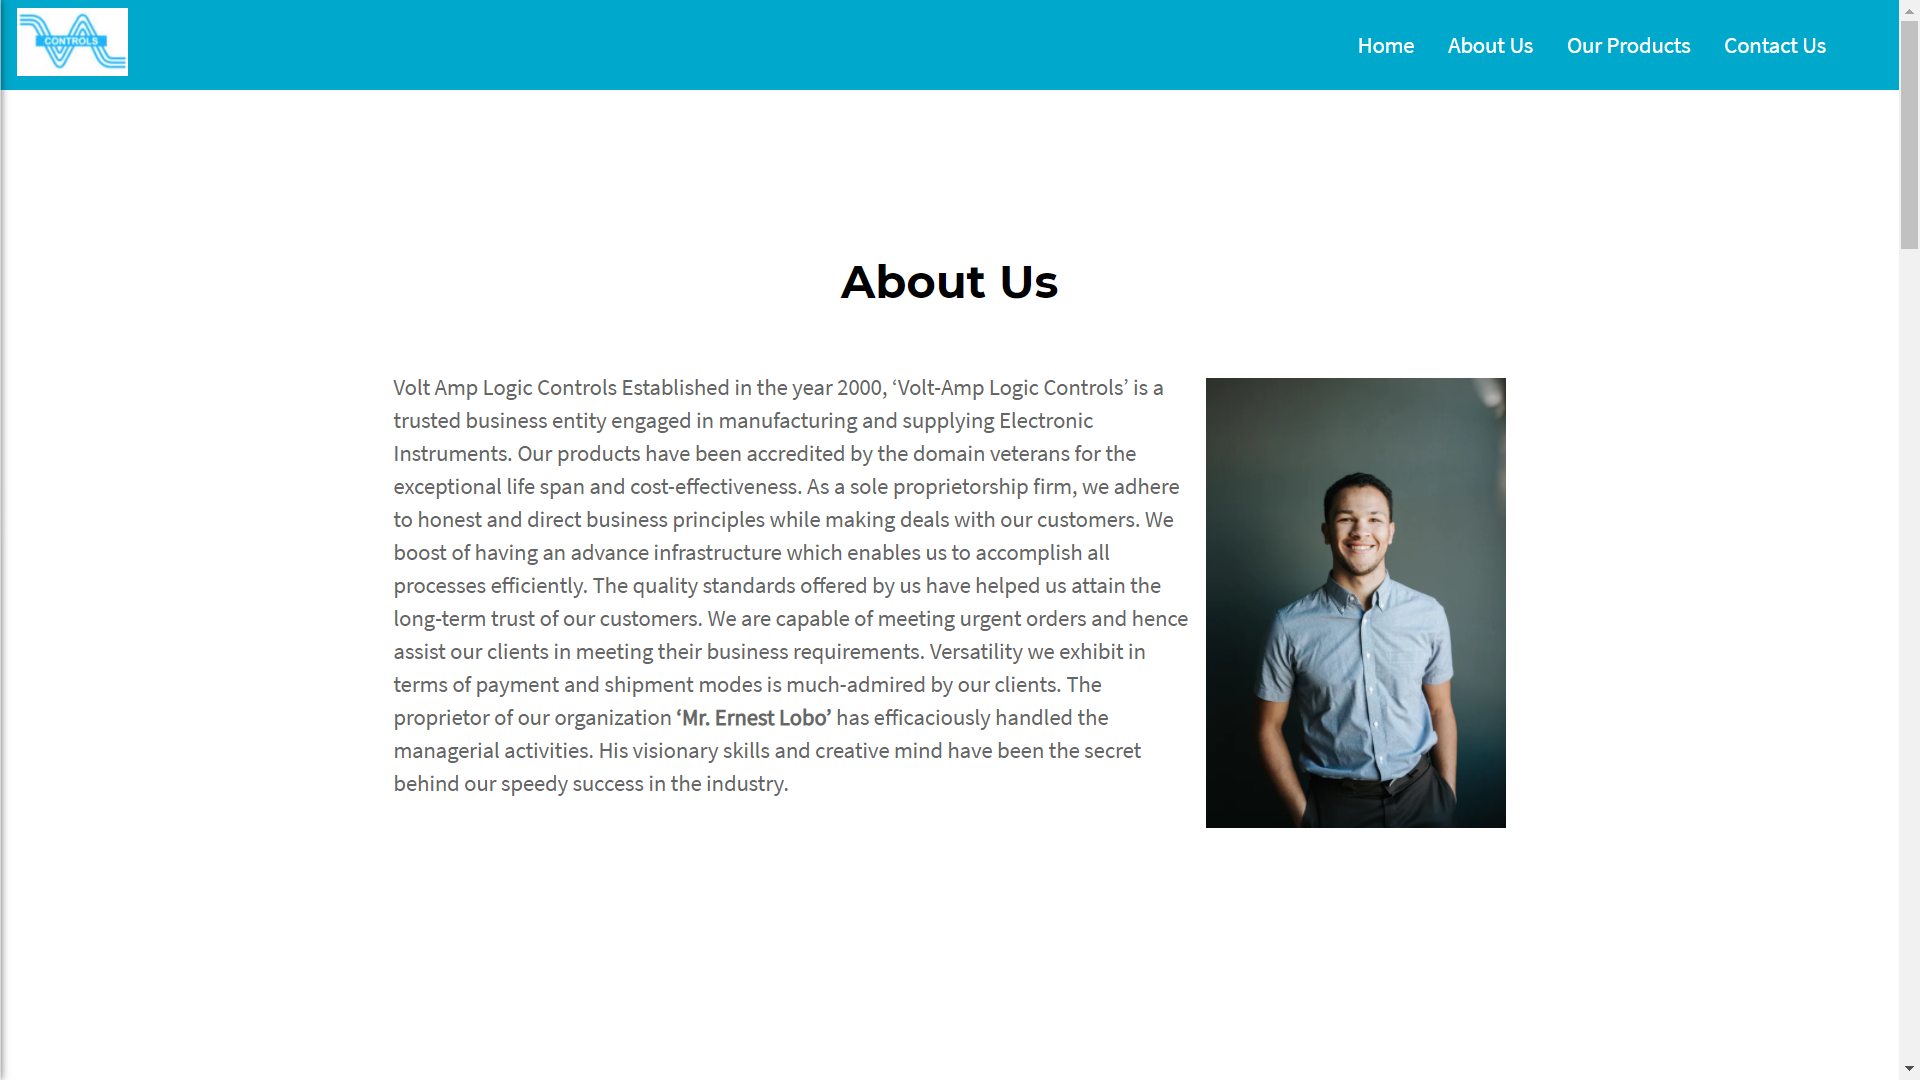 CONTROLS
Home About Us Our Products Contact Us
About Us
Volt Amp Logic Controls Established in the year 2000, ‘Volt-Amp Logic Controls’ is a
trusted business entity engaged in manufacturing and supplying Electronic
Instruments. Our products have been accredited by the domain veterans for the
exceptional life span and cost-effectiveness. As a sole proprietorship firm, we adhere
to honest and direct business principles while making deals with our customers. We
boost of having an advance infrastructure which enables us to accomplish all
processes efficiently. The quality standards offered by us have helped us attain the
long-term trust of our customers. We are capable of meeting urgent orders and hence
assist our clients in meeting their business requirements. Versatility we exhibit in
terms of payment and shipment modes is much-admired by our clients. The
proprietor of our organization ‘Mr. Ernest Lobo’ has efficaciously handled the
managerial activities. His visionary skills and creative mind have been the secret
behind our speedy success in the industry.